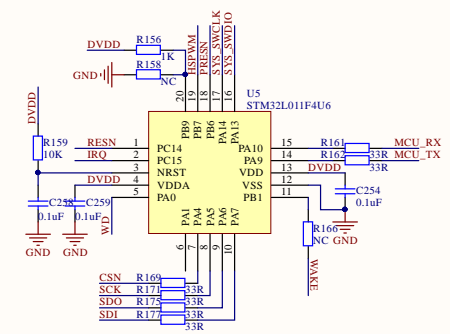 DVDD
R156
1K
GND
R158
NC
HSPWM
PRESN
SYS_SWCLK
SYS_SWDIO
20
19
18
17
16
U5
STM32L011F4U6
PB9
PB7
PB6
PA14
PA13
DVDD
R159
10K
RESN
IRQ
DVDD
1
2
3
4
5
PC14
PC15
NRST
VDDA
PA0
PA10
PA9
VDD
VSS
PB1
15
14
13
12
11
R161
33R
MCU_RX
R162
33R
MCU_TX
DVDD
C254
0.1uF
GND
C259
0.1uF
0.1uF
GND
GND
WD
PA1
PA4
PA5
PA6
PA7
6
7
8
9
10
R166
NC
WAKE
CSN
R169
33R
SCK
R171
33R
SDO
R175
33R
SDI
R177
33R